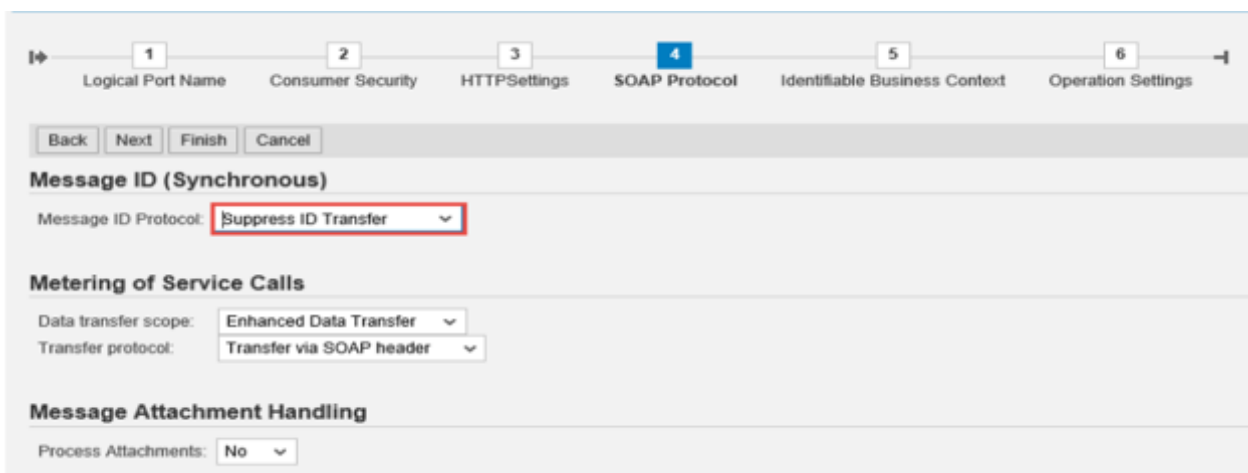 1 2 3 4 5 6
Logical Port Name Consumer Security HTTPSettings SOAP Protocol Identifiable Business Context Operation Settings
Back Next Finish Cancel
Message ID (Synchronous)
Message ID Protocol: Suppress ID Transfer
Metering of Service Calls
Data transfer scope: Enhanced Data Transfer
Transfer protocol: Transfer via SOAP header
Message Attachment Handling
Process Attachments: No